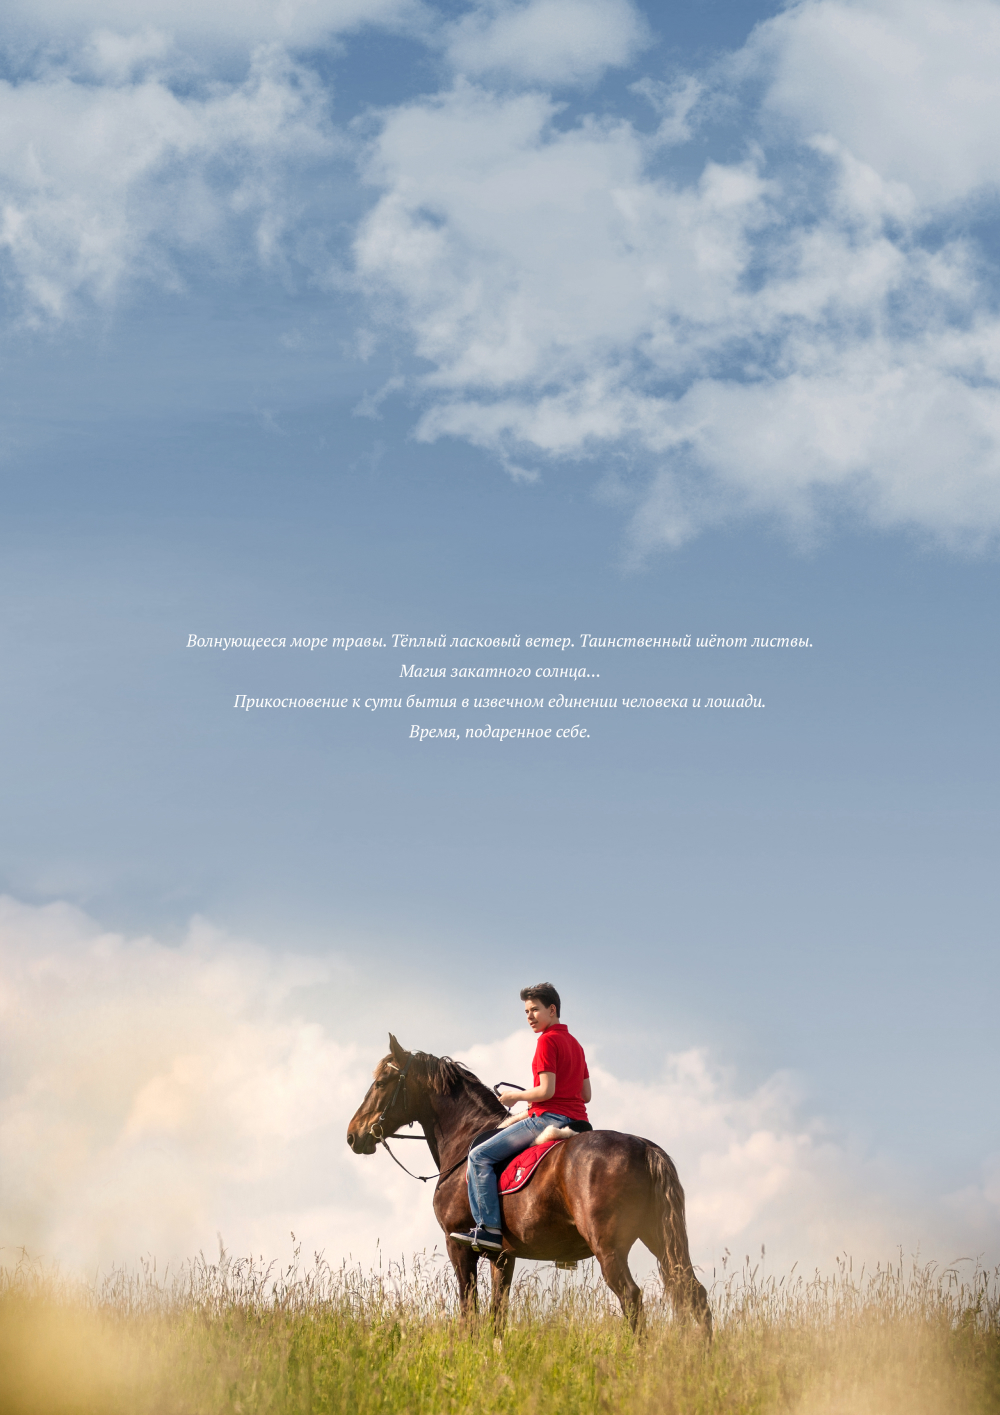 Волнующееся море травы. Тёплый ласковый ветер. Таинственный шёпот листвы.
Магия закатного солнца...
Прикосновение к сути бытия в извечном единении человека и лошади.
Время, подаренное себе.